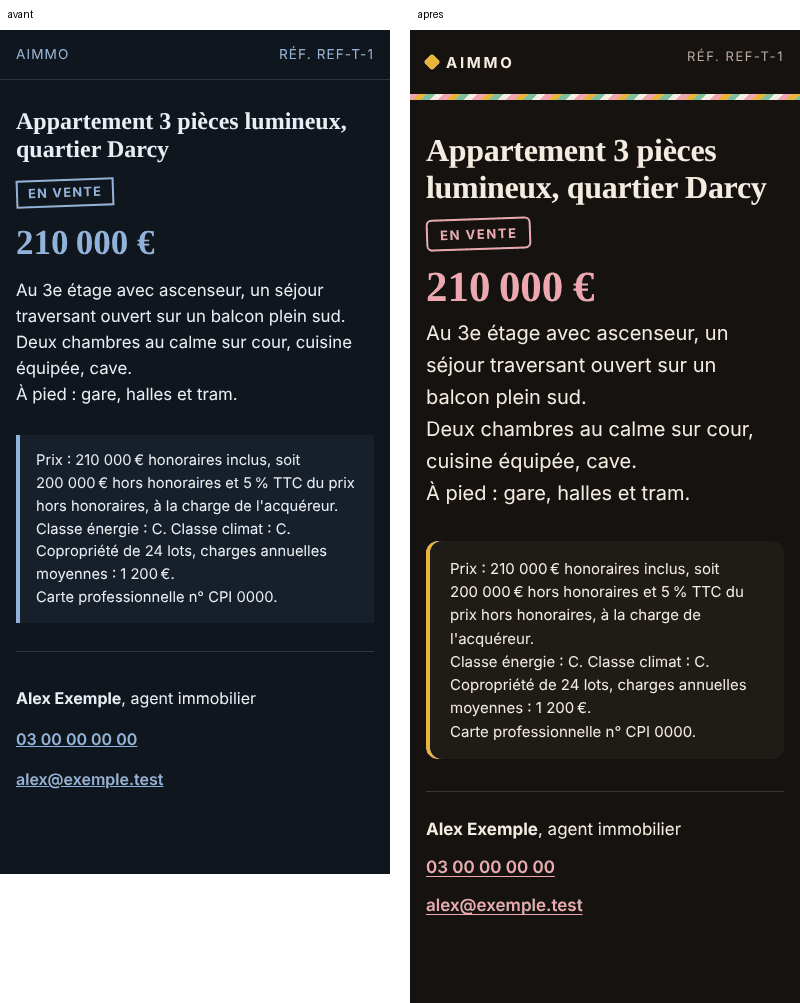 avant
AIMMO
RÉF. REF-T-1
Appartement 3 pièces lumineux,
quartier Darcy
EN VENTE
210 000 €
Au 3e étage avec ascenseur, un séjour
traversant ouvert sur un balcon plein sud.
Deux chambres au calme sur cour, cuisine
équipée, cave.
À pied : gare, halles et tram.
Prix : 210 000 € honoraires inclus, soit
200 000 € hors honoraires et 5 % TTC du prix
hors honoraires, à la charge de l'acquéreur.
Classe énergie : C. Classe climat : C.
Copropriété de 24 lots, charges annuelles
moyennes : 1 200 €.
Carte professionnelle n° CPI 0000.
Alex Exemple, agent immobilier
03 00 00 00 00
alex@exemple.test
apres
AIMMO
RÉF. REF-T-1
Appartement 3 pièces
lumineux, quartier Darcy
EN VENTE
210 000 €
Au 3e étage avec ascenseur, un
séjour traversant ouvert sur un
balcon plein sud.
Deux chambres au calme sur cour,
cuisine équipée, cave.
À pied : gare, halles et tram.
Prix : 210 000 € honoraires inclus, soit
200 000 € hors honoraires et 5 % TTC du
prix hors honoraires, à la charge de
l'acquéreur.
Classe énergie : C. Classe climat : C.
Copropriété de 24 lots, charges annuelles
moyennes : 1 200 €.
Carte professionnelle n° CPI 0000.
Alex Exemple, agent immobilier
03 00 00 00 00
alex@exemple.test